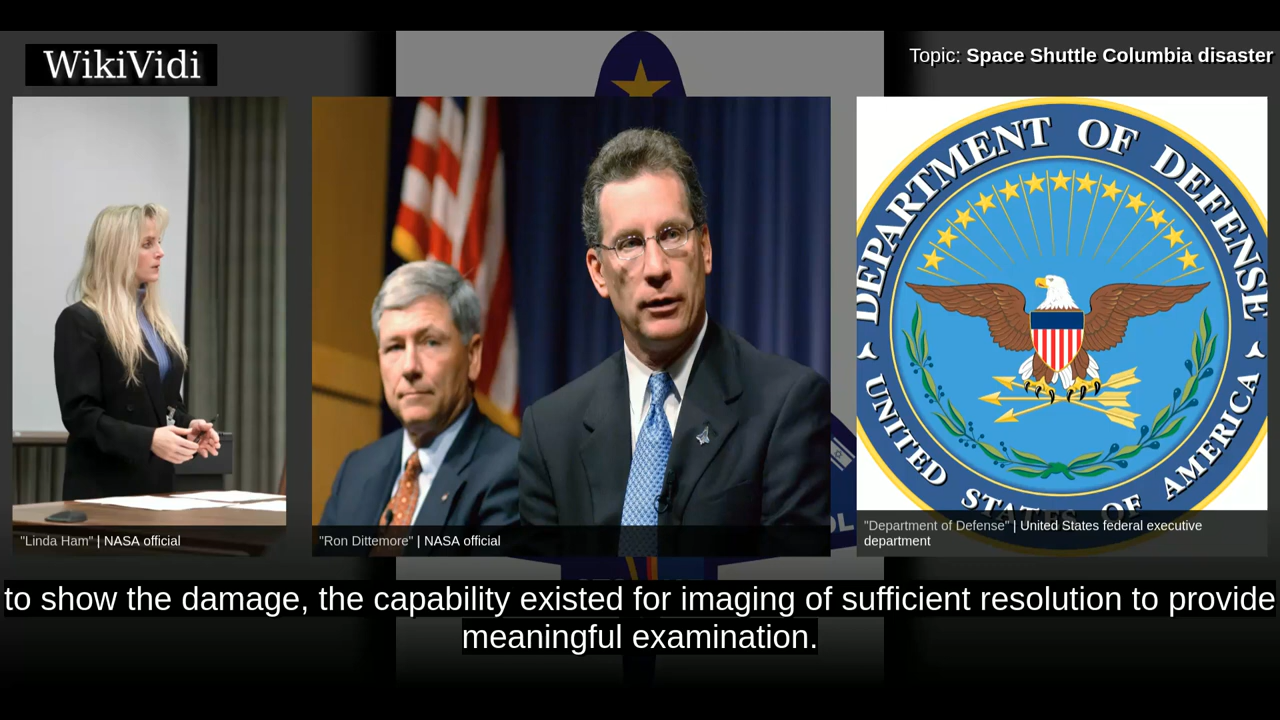 WikiVidi
Topic: Space Shuttle Columbia disaster
DEPARTMENT OF DEFENSE
UNITED STATES OF AMERICA
"Linda Ham" | NASA official
"Ron Dittemore" | NASA official
"Department of Defense" | United States federal executive
department
to show the damage, the capability existed for imaging of sufficient resolution to provide
meaningful examination.